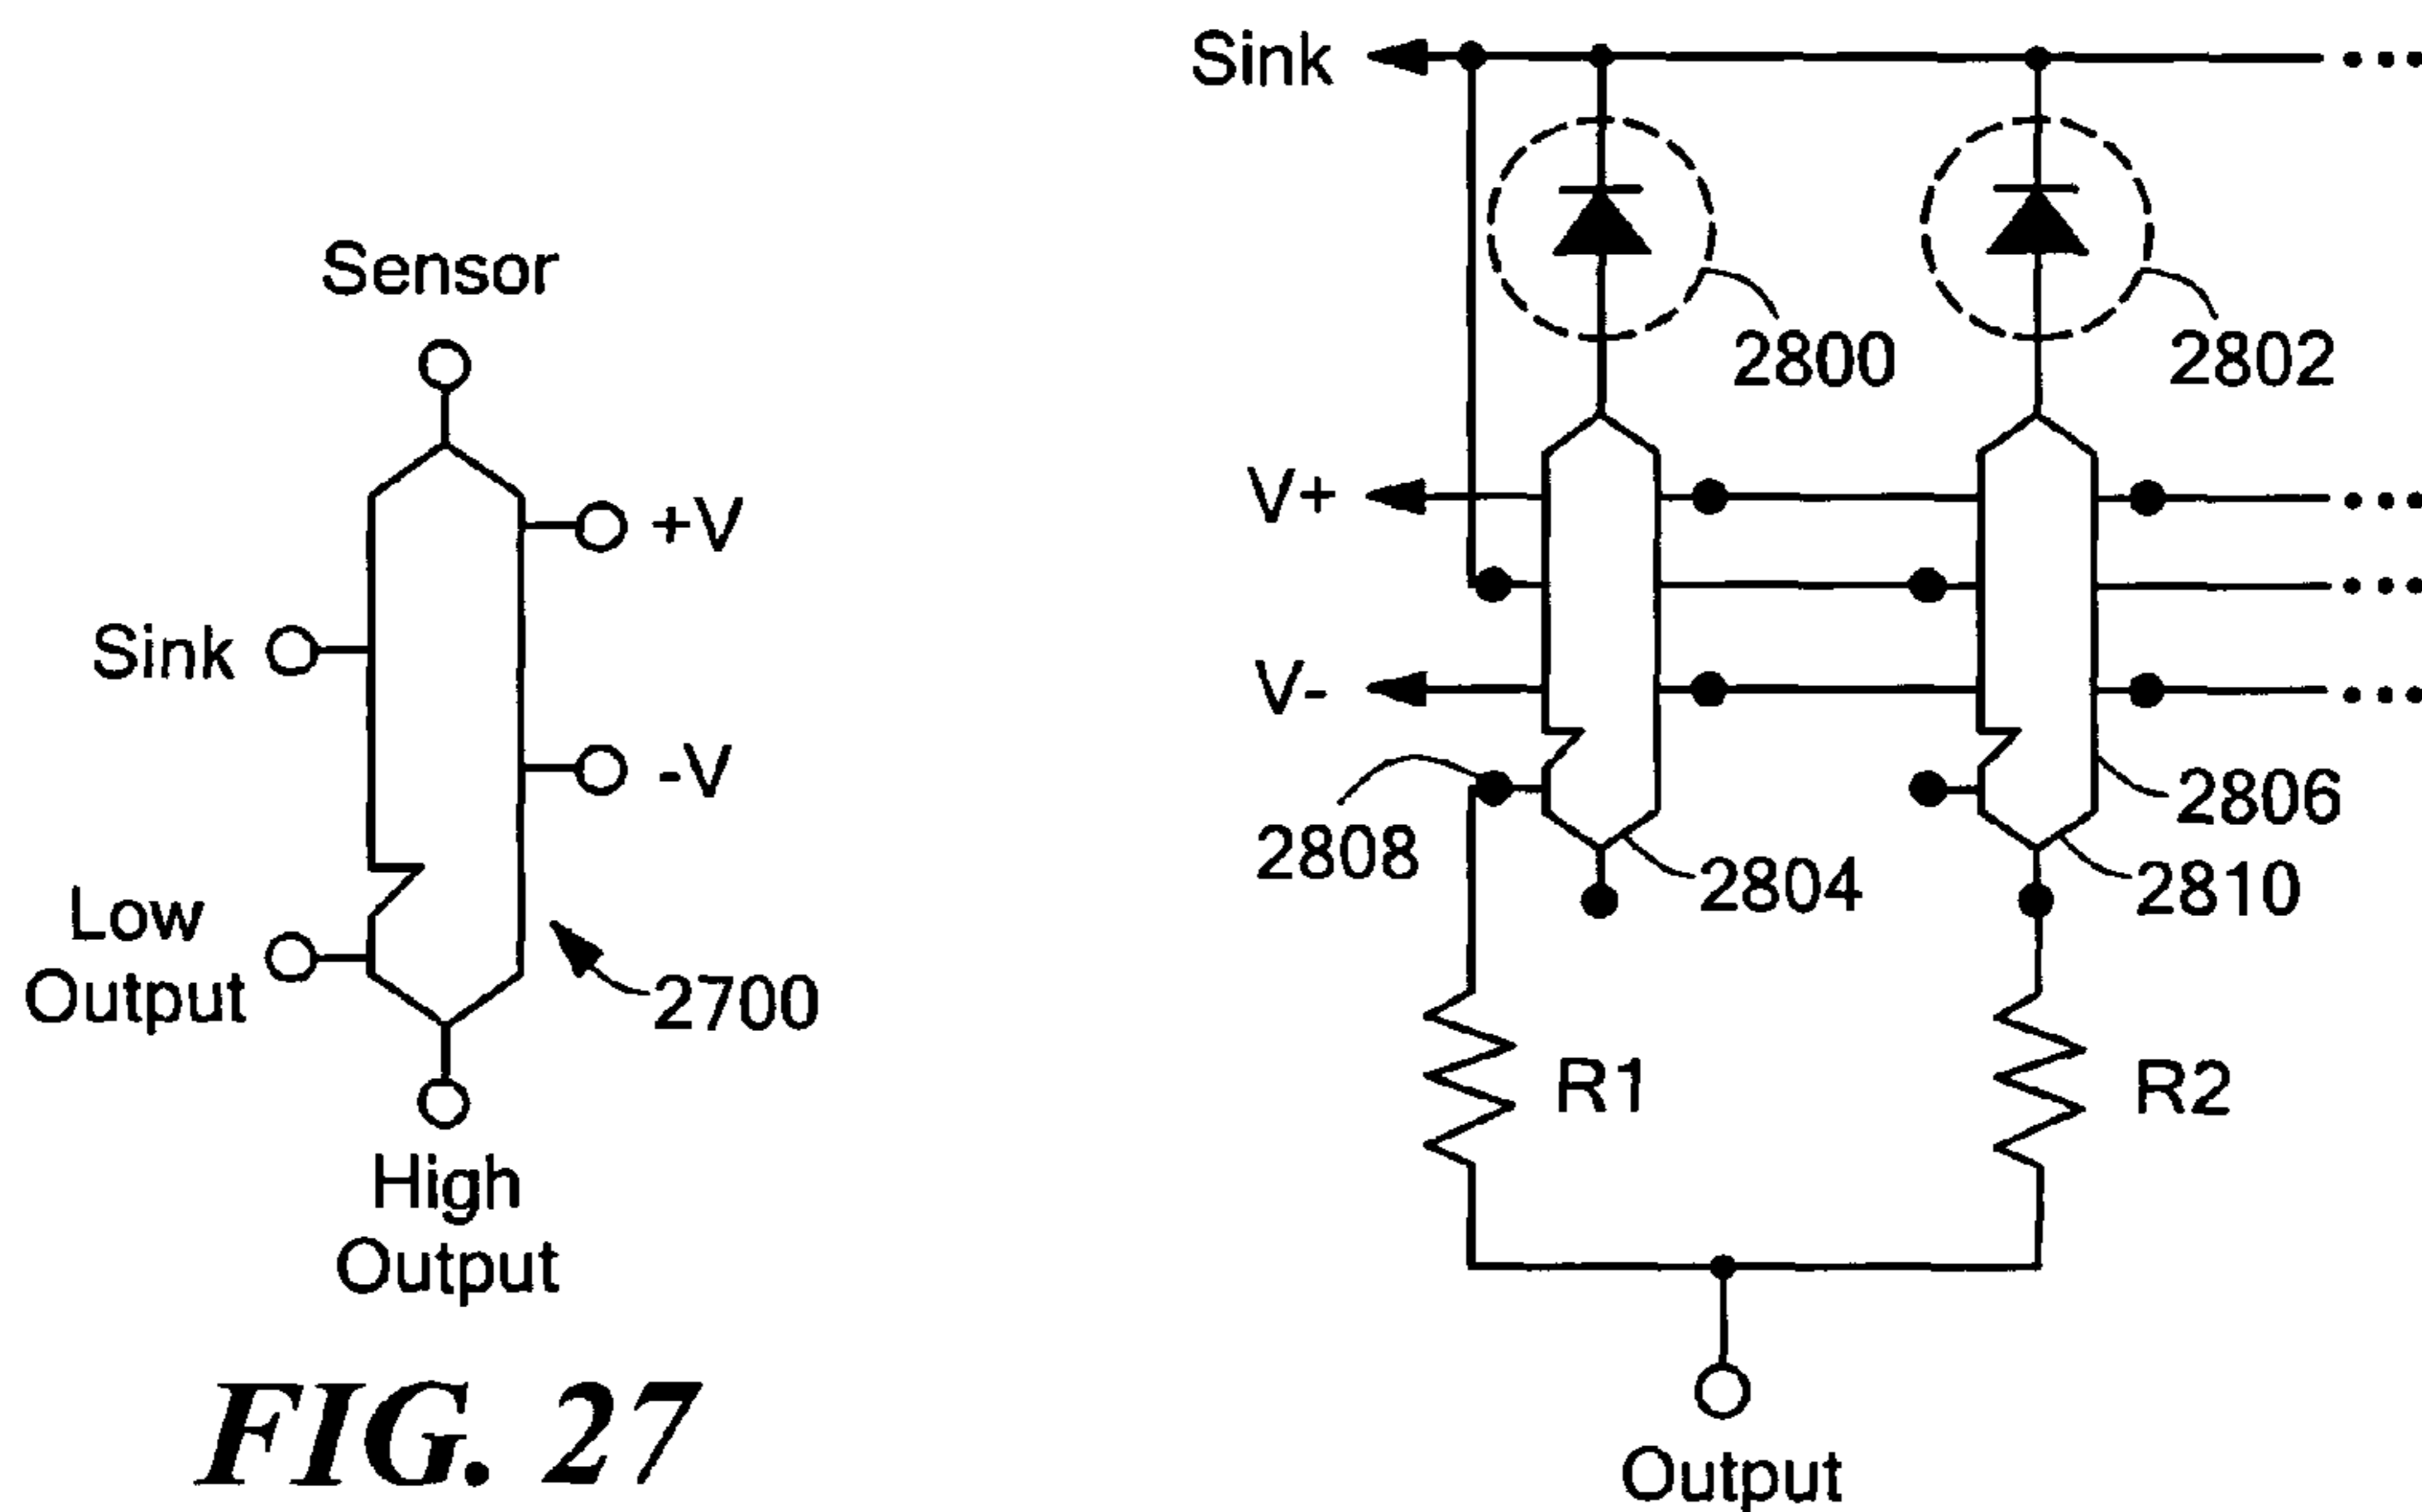 Sensor
+V
Sink
-V
Low
Output
2700
High
Output
FIG. 27
Sink
2800
2802
V+
V-
2808
2804
2806
2810
R1
R2
Output